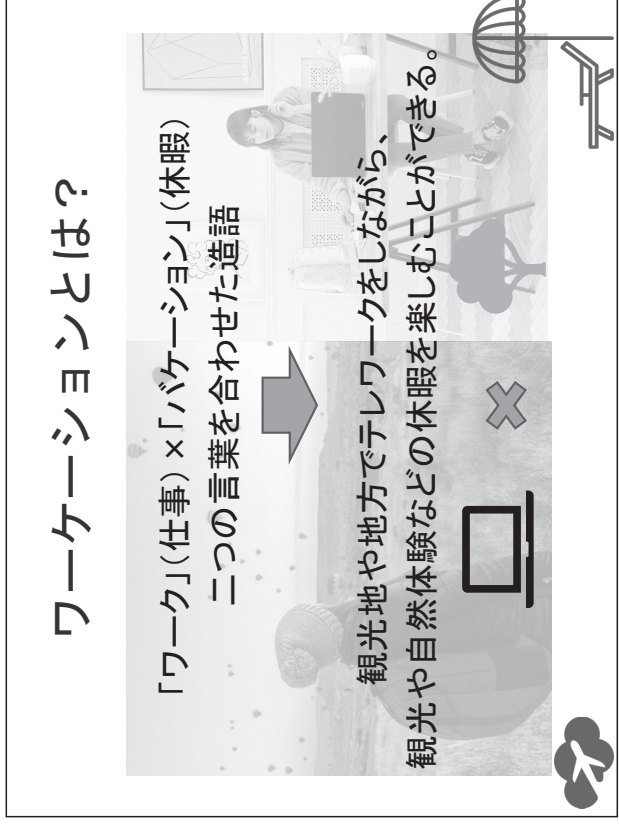 ワーケーションとは？
「ワーク」（仕事）×「バケーション」（休暇）
二つの言葉を合わせた造語
観光地や地方でテレワークをしながら、
観光や自然体験などの休暇を楽しむことができる。